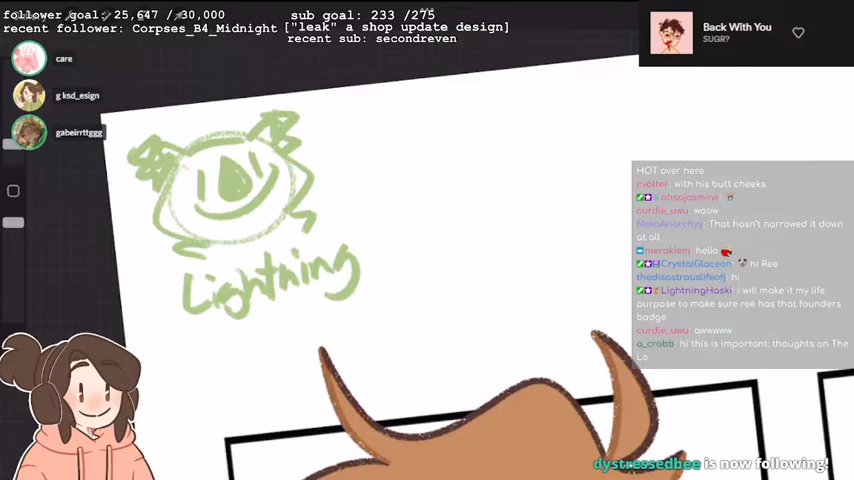 follower goal: 25,647 / 30,000
sub goal: 233 /275
recent follower: Corpses_B4_Midnight ["leak" a shop update design]
recent sub: secondreven
care
g ksd_esign
gabeirrttggg
Back With You
SUGR?
Lightning
HOT over here
cvolter: with his butt cheeks
ohsojasmine:
curdie_uwu: woow
NekoAnarchyy: That hasn't narrowed it down
at all
merakiem: hello
CrystalGlaceon: hi Ree
thedisastrouslifeofj: hi
LightningHaski: i will make it my life
purpose to make sure ree has that founders
badge
curdie_uwu: awwwww
a_crabb: hi this is important: thoughts on The
Lo
dystressedbee is now following!